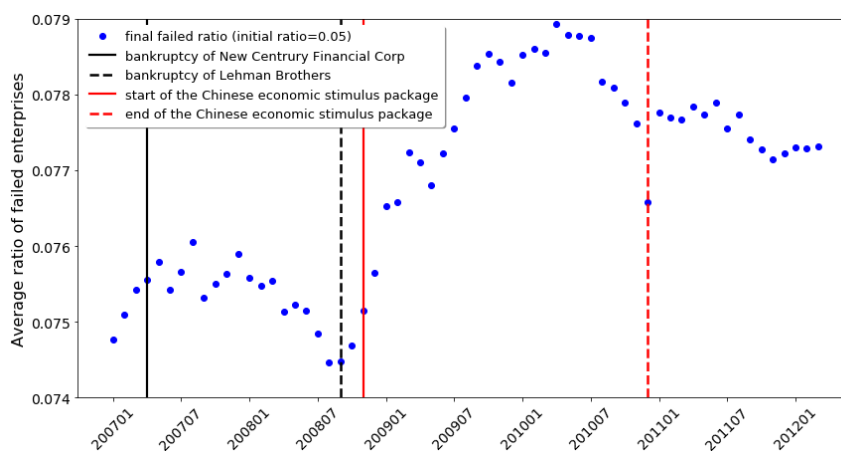 0.079
0.078
0.077
0.076
0.075
0.074
Average ratio of failed enterprises
final failed ratio (initial ratio=0.05)
bankruptcy of New Centrury Financial Corp
bankruptcy of Lehman Brothers
start of the Chinese economic stimulus package
end of the Chinese economic stimulus package
200701
200707
200801
200807
200901
200907
201001
201007
201101
201107
201201